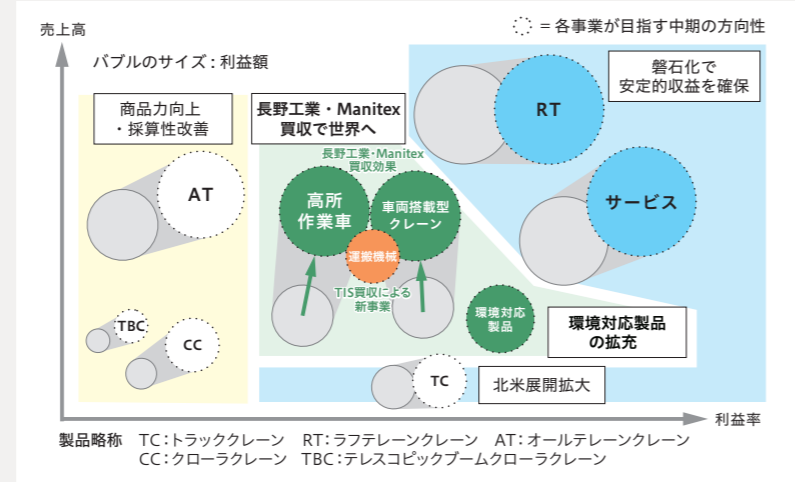 売上高
= 各事業が目指す中期の方向性
バブルのサイズ : 利益額
商品力向上
・採算性改善
長野工業・Manitex
買収で世界へ
磐石化で
安定的収益を確保
長野工業・Manitex
買収効果
RT
AT
高所
作業車
車両搭載型
クレーン
サービス
運搬機械
TIS買収による
新事業
TBC
CC
環境対応
製品
環境対応製品
の拡充
TC
北米展開拡大
利益率
製品略称 TC：トラッククレーン RT：ラフテレーンクレーン AT：オールテレーンクレーン
CC：クローラクレーン TBC：テレスコピックブームクローラクレーン